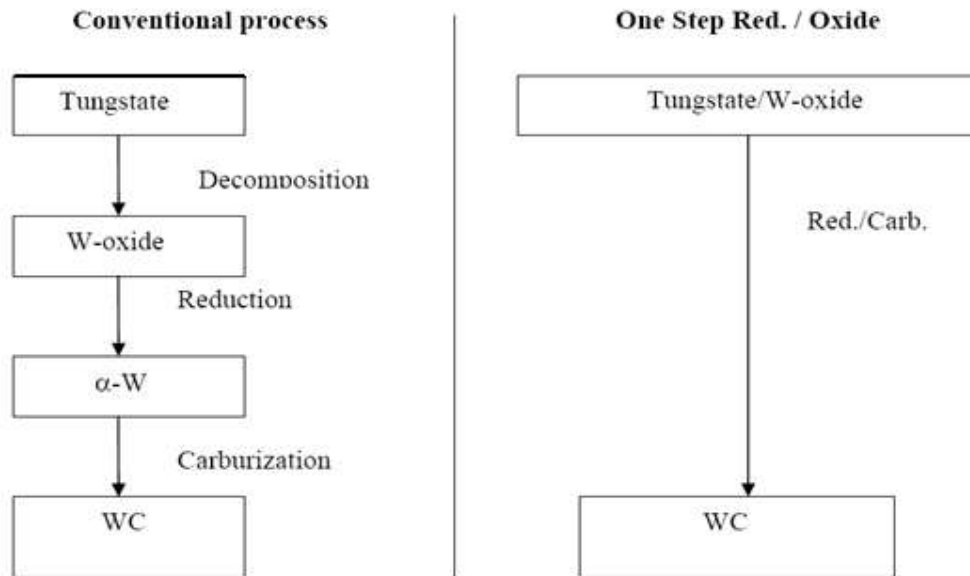 Conventional process
Tungstate
Decomposition
W-oxide
Reduction
α-W
Carburization
WC
One Step Red. / Oxide
Tungstate/W-oxide
Red./Carb.
WC